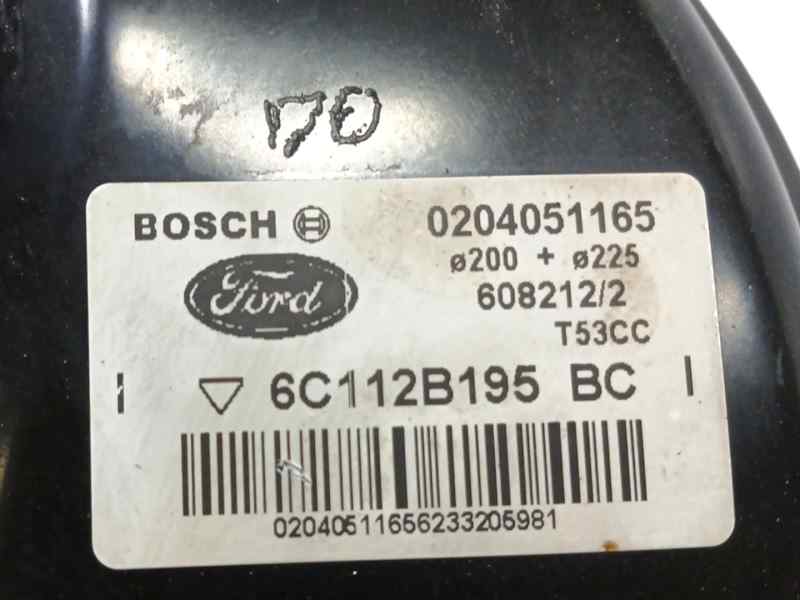 170
BOSCH
0204051165
ø200 + ø225
Ford
608212/2
T53CC
6C112B195 BC
02040511656233205981